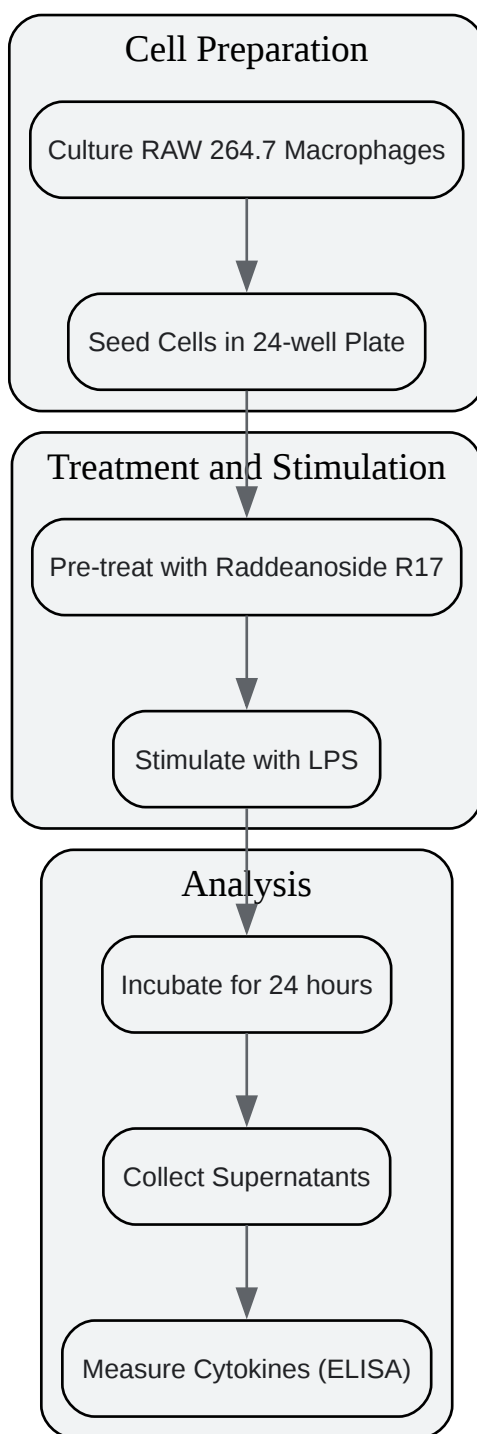 Cell Preparation
Culture RAW 264.7 Macrophages
Seed Cells in 24-well Plate
Treatment and Stimulation
Pre-treat with Raddeanoside R17
Stimulate with LPS
Analysis
Incubate for 24 hours
Collect Supernatants
Measure Cytokines (ELISA)